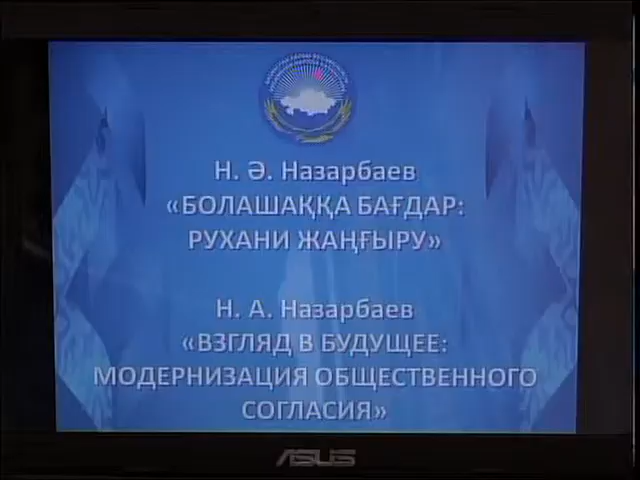 Н. Ә. Назарбаев
«БОЛАШАҚҚА БАҒДАР:
РУХАНИ ЖАҢҒЫРУ»
Н. А. Назарбаев
«ВЗГЛЯД В БУДУЩЕЕ:
МОДЕРНИЗАЦИЯ ОБЩЕСТВЕННОГО
СОГЛАСИЯ»
ASUS